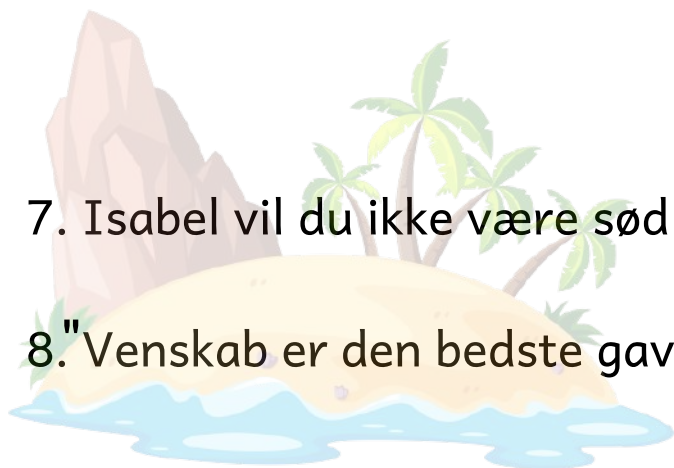 7. Isabel vil du ikke være sød
8."Venskab er den bedste gav